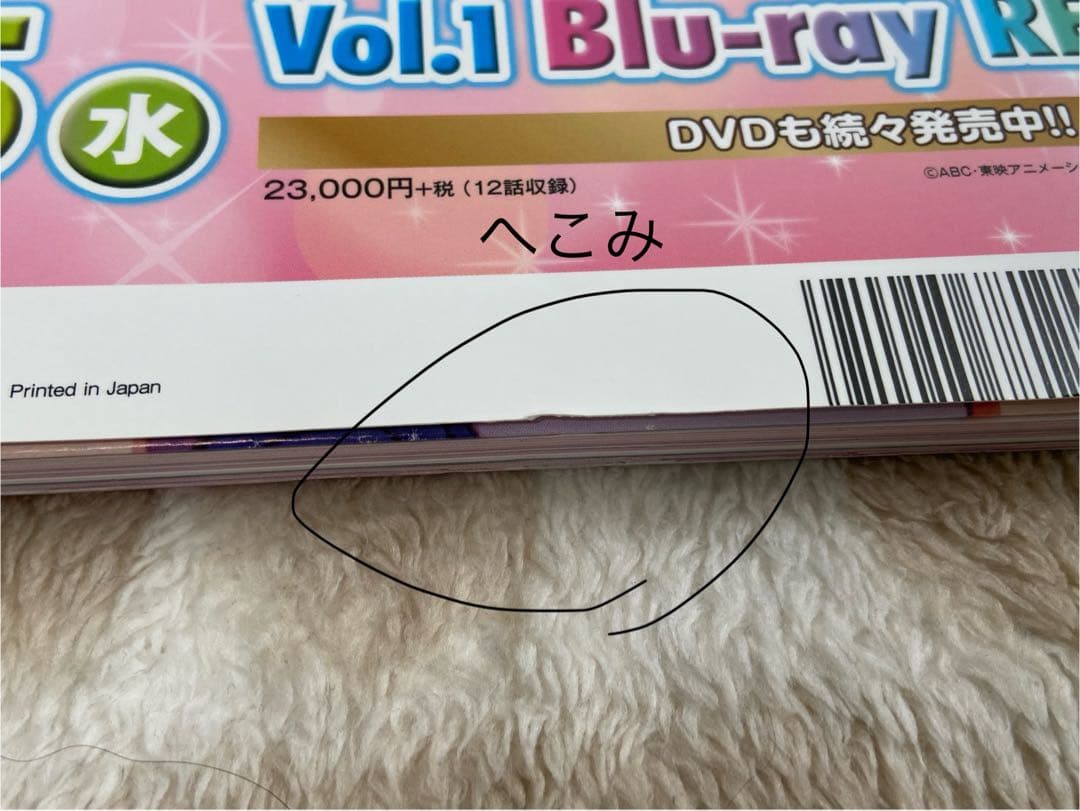 Vol.1 Blu-ray
水
DVDも続々発売中!!
23,000円+税（12話収録）
©ABC・東映アニメーシ
へこみ
Printed in Japan